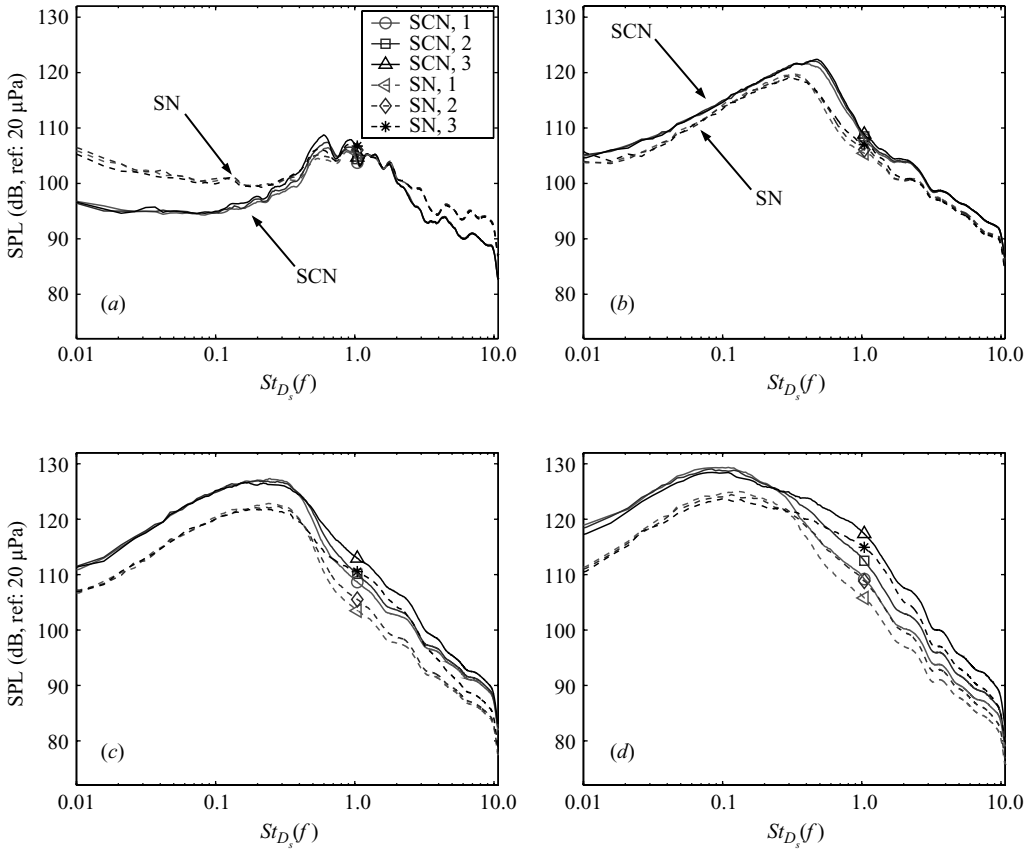 130
120
110
100
90
80
SPL (dB, ref: 20 μPa)
SN
SCN
(a)
SCN, 1
SCN, 2
SCN, 3
SN, 1
SN, 2
SN, 3
0.01
0.1
1.0
10.0
St_{D_s}(f)
130
120
110
100
90
80
SCN
SN
(b)
0.01
0.1
1.0
10.0
St_{D_s}(f)
130
120
110
100
90
80
SPL (dB, ref: 20 μPa)
(c)
0.01
0.1
1.0
10.0
St_{D_s}(f)
130
120
110
100
90
80
(d)
0.01
0.1
1.0
10.0
St_{D_s}(f)